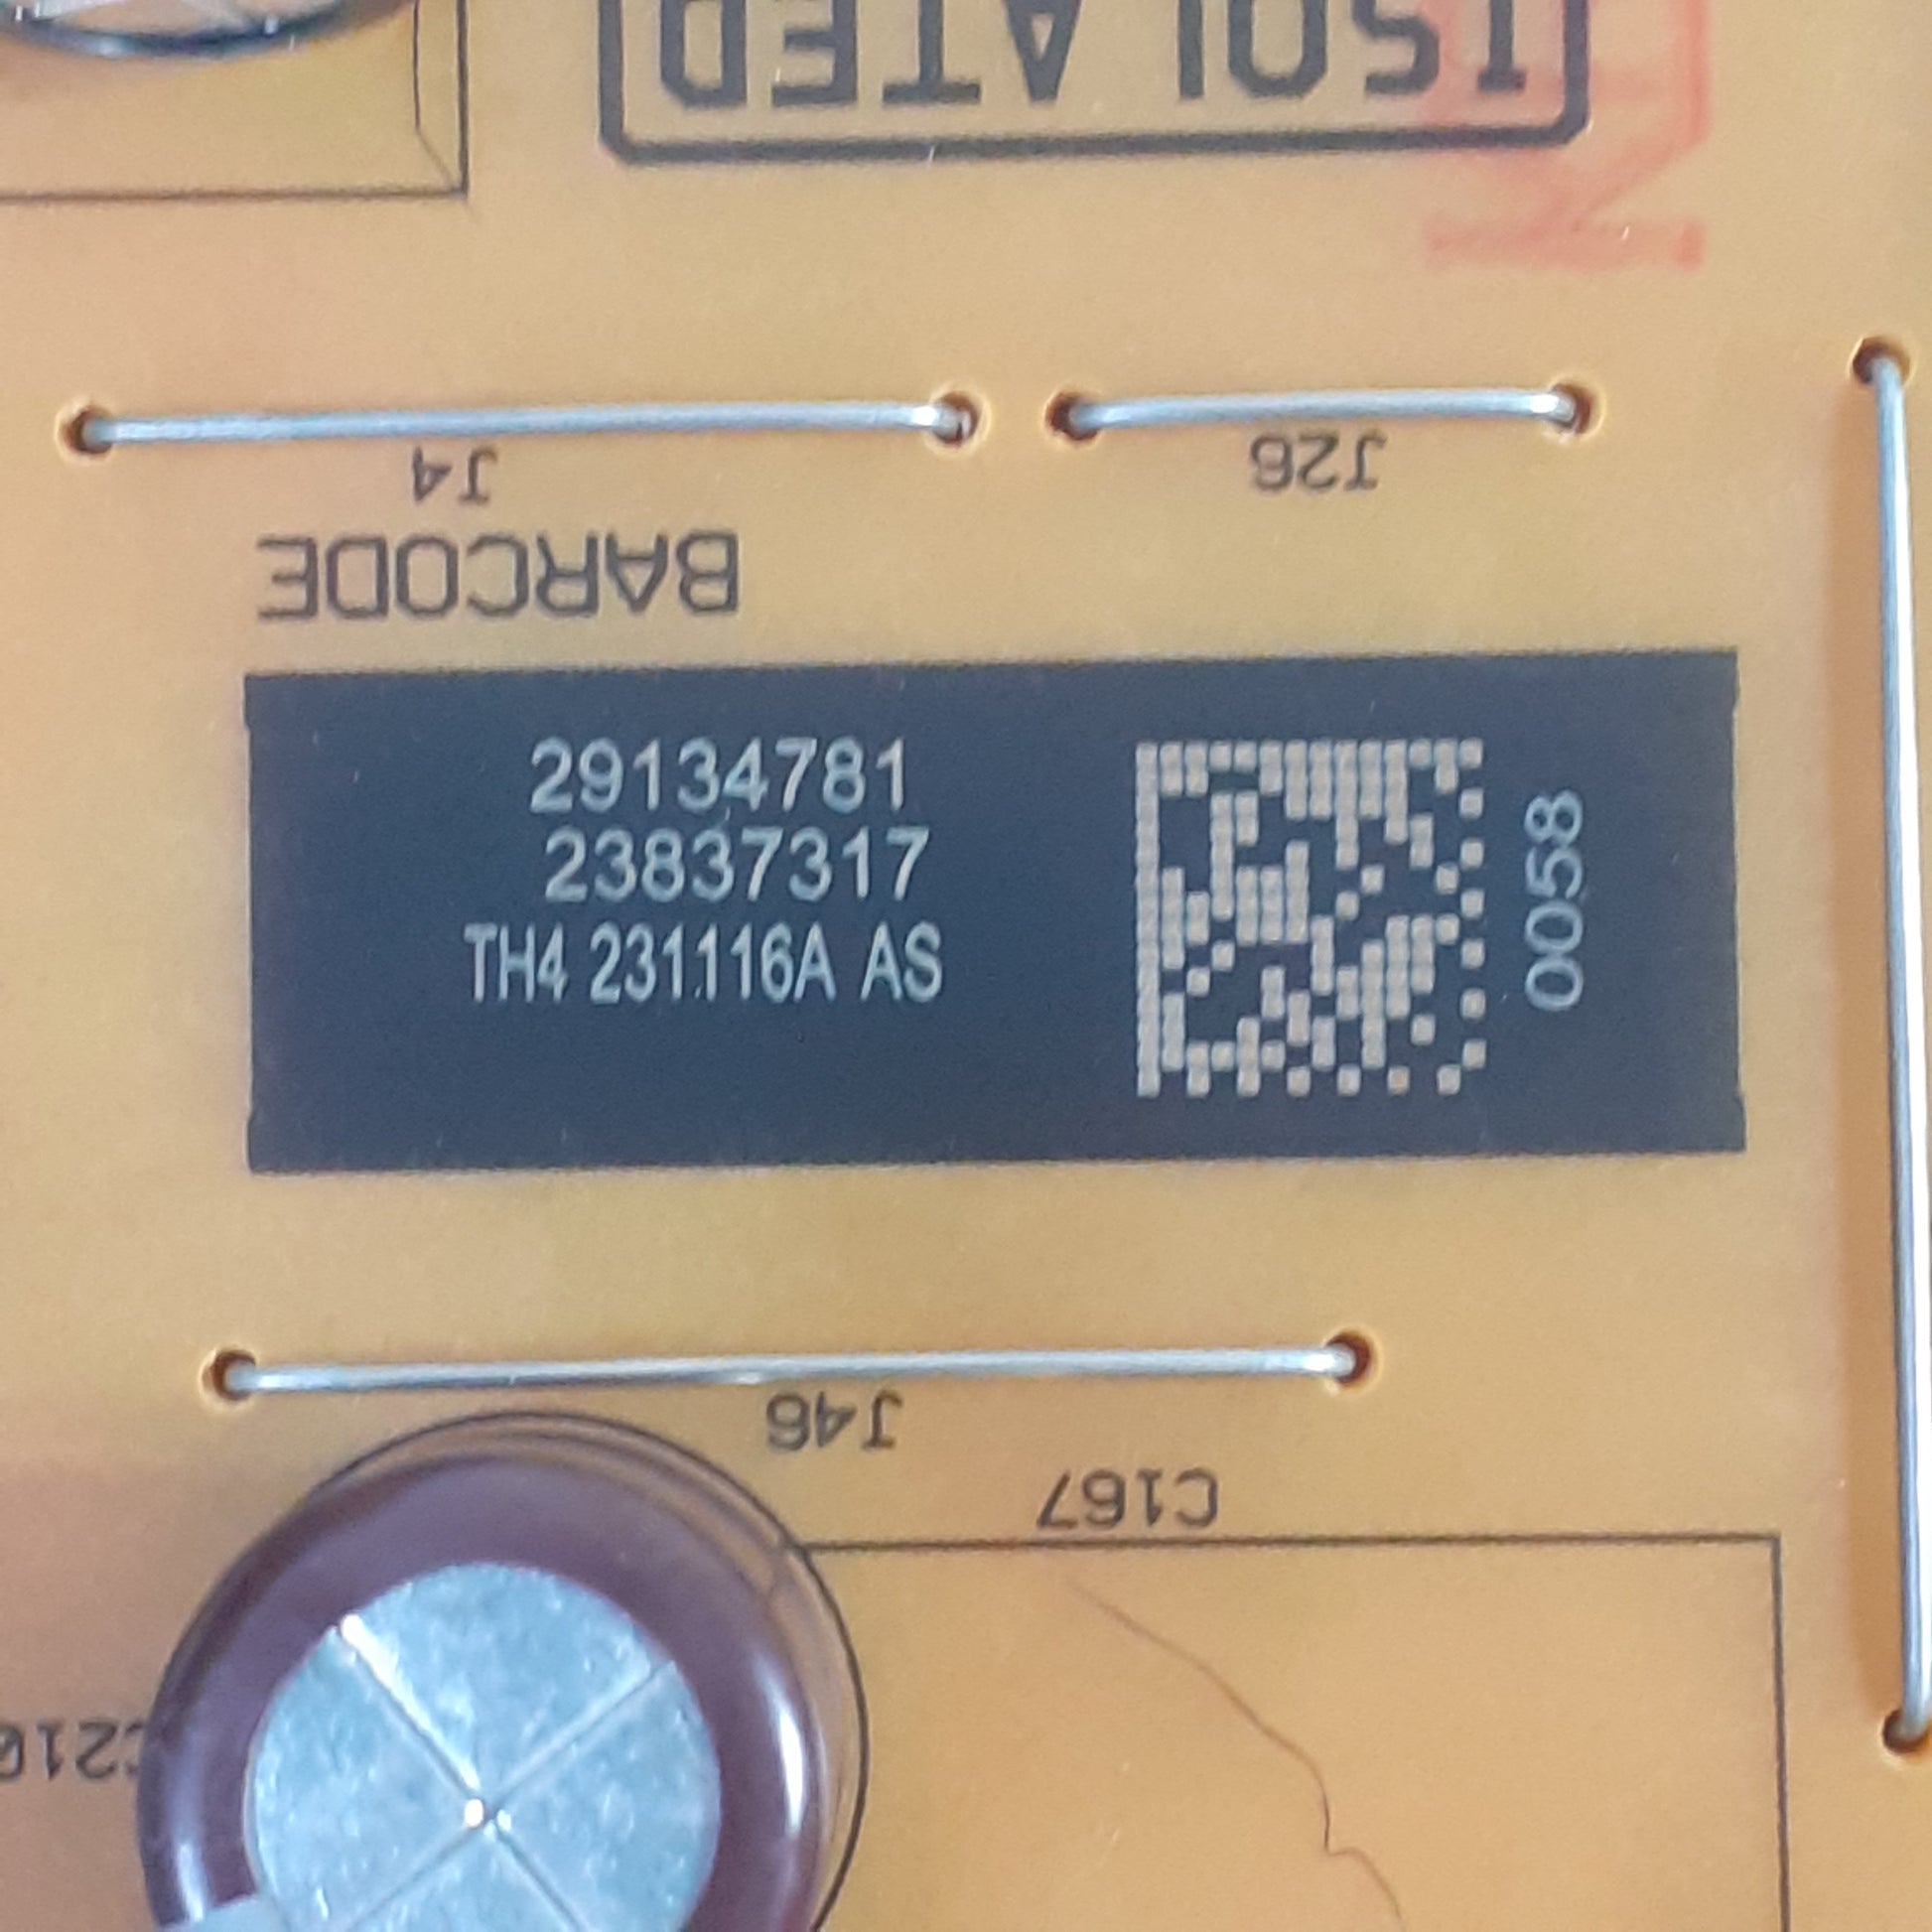 ISOLATED
J4
J26
BARCODE
29134781
23837317
TH4 231116A AS
0058
J46
C167